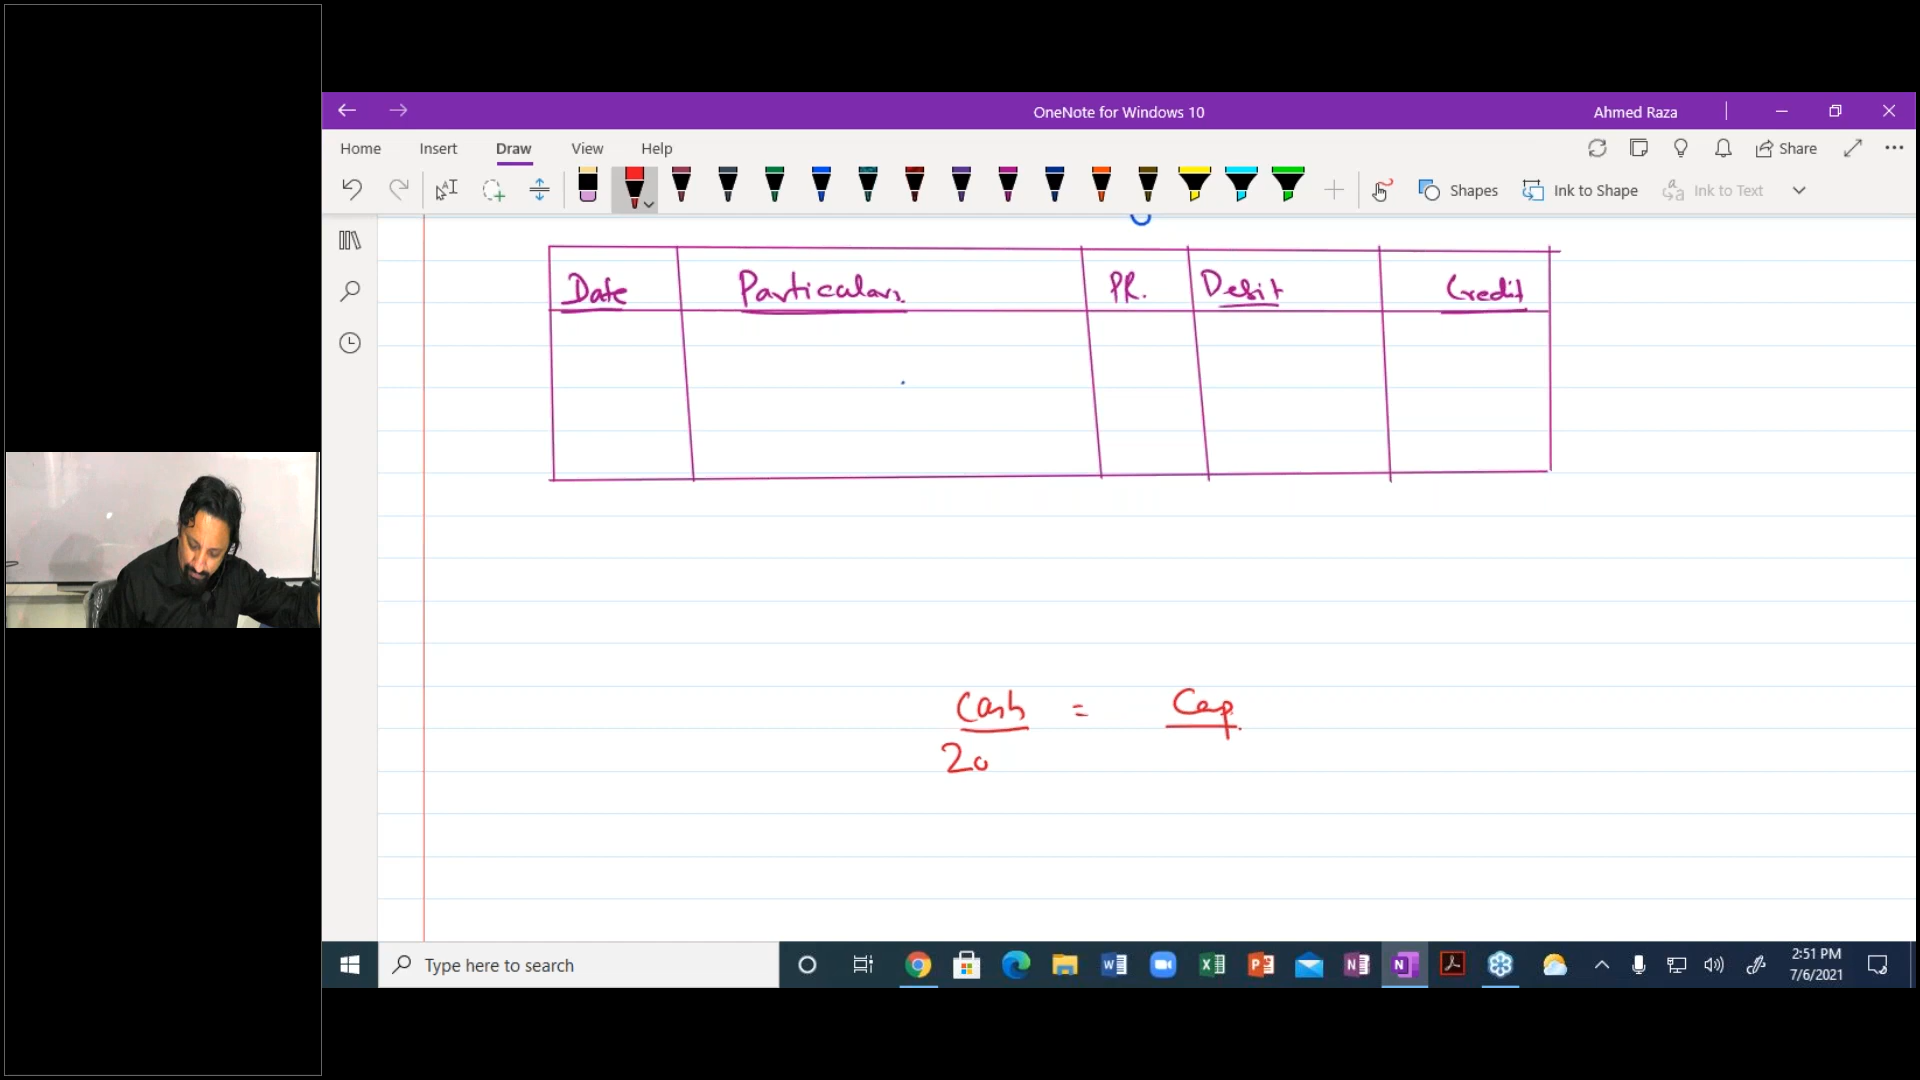 OneNote for Windows 10 Ahmed Raza
Home Insert Draw View Help Share
Shapes Ink to Shape Ink to Text
Date Particulars. PR. Debit Credit
Cash = Cap.
20
Type here to search
2:51 PM
7/6/2021